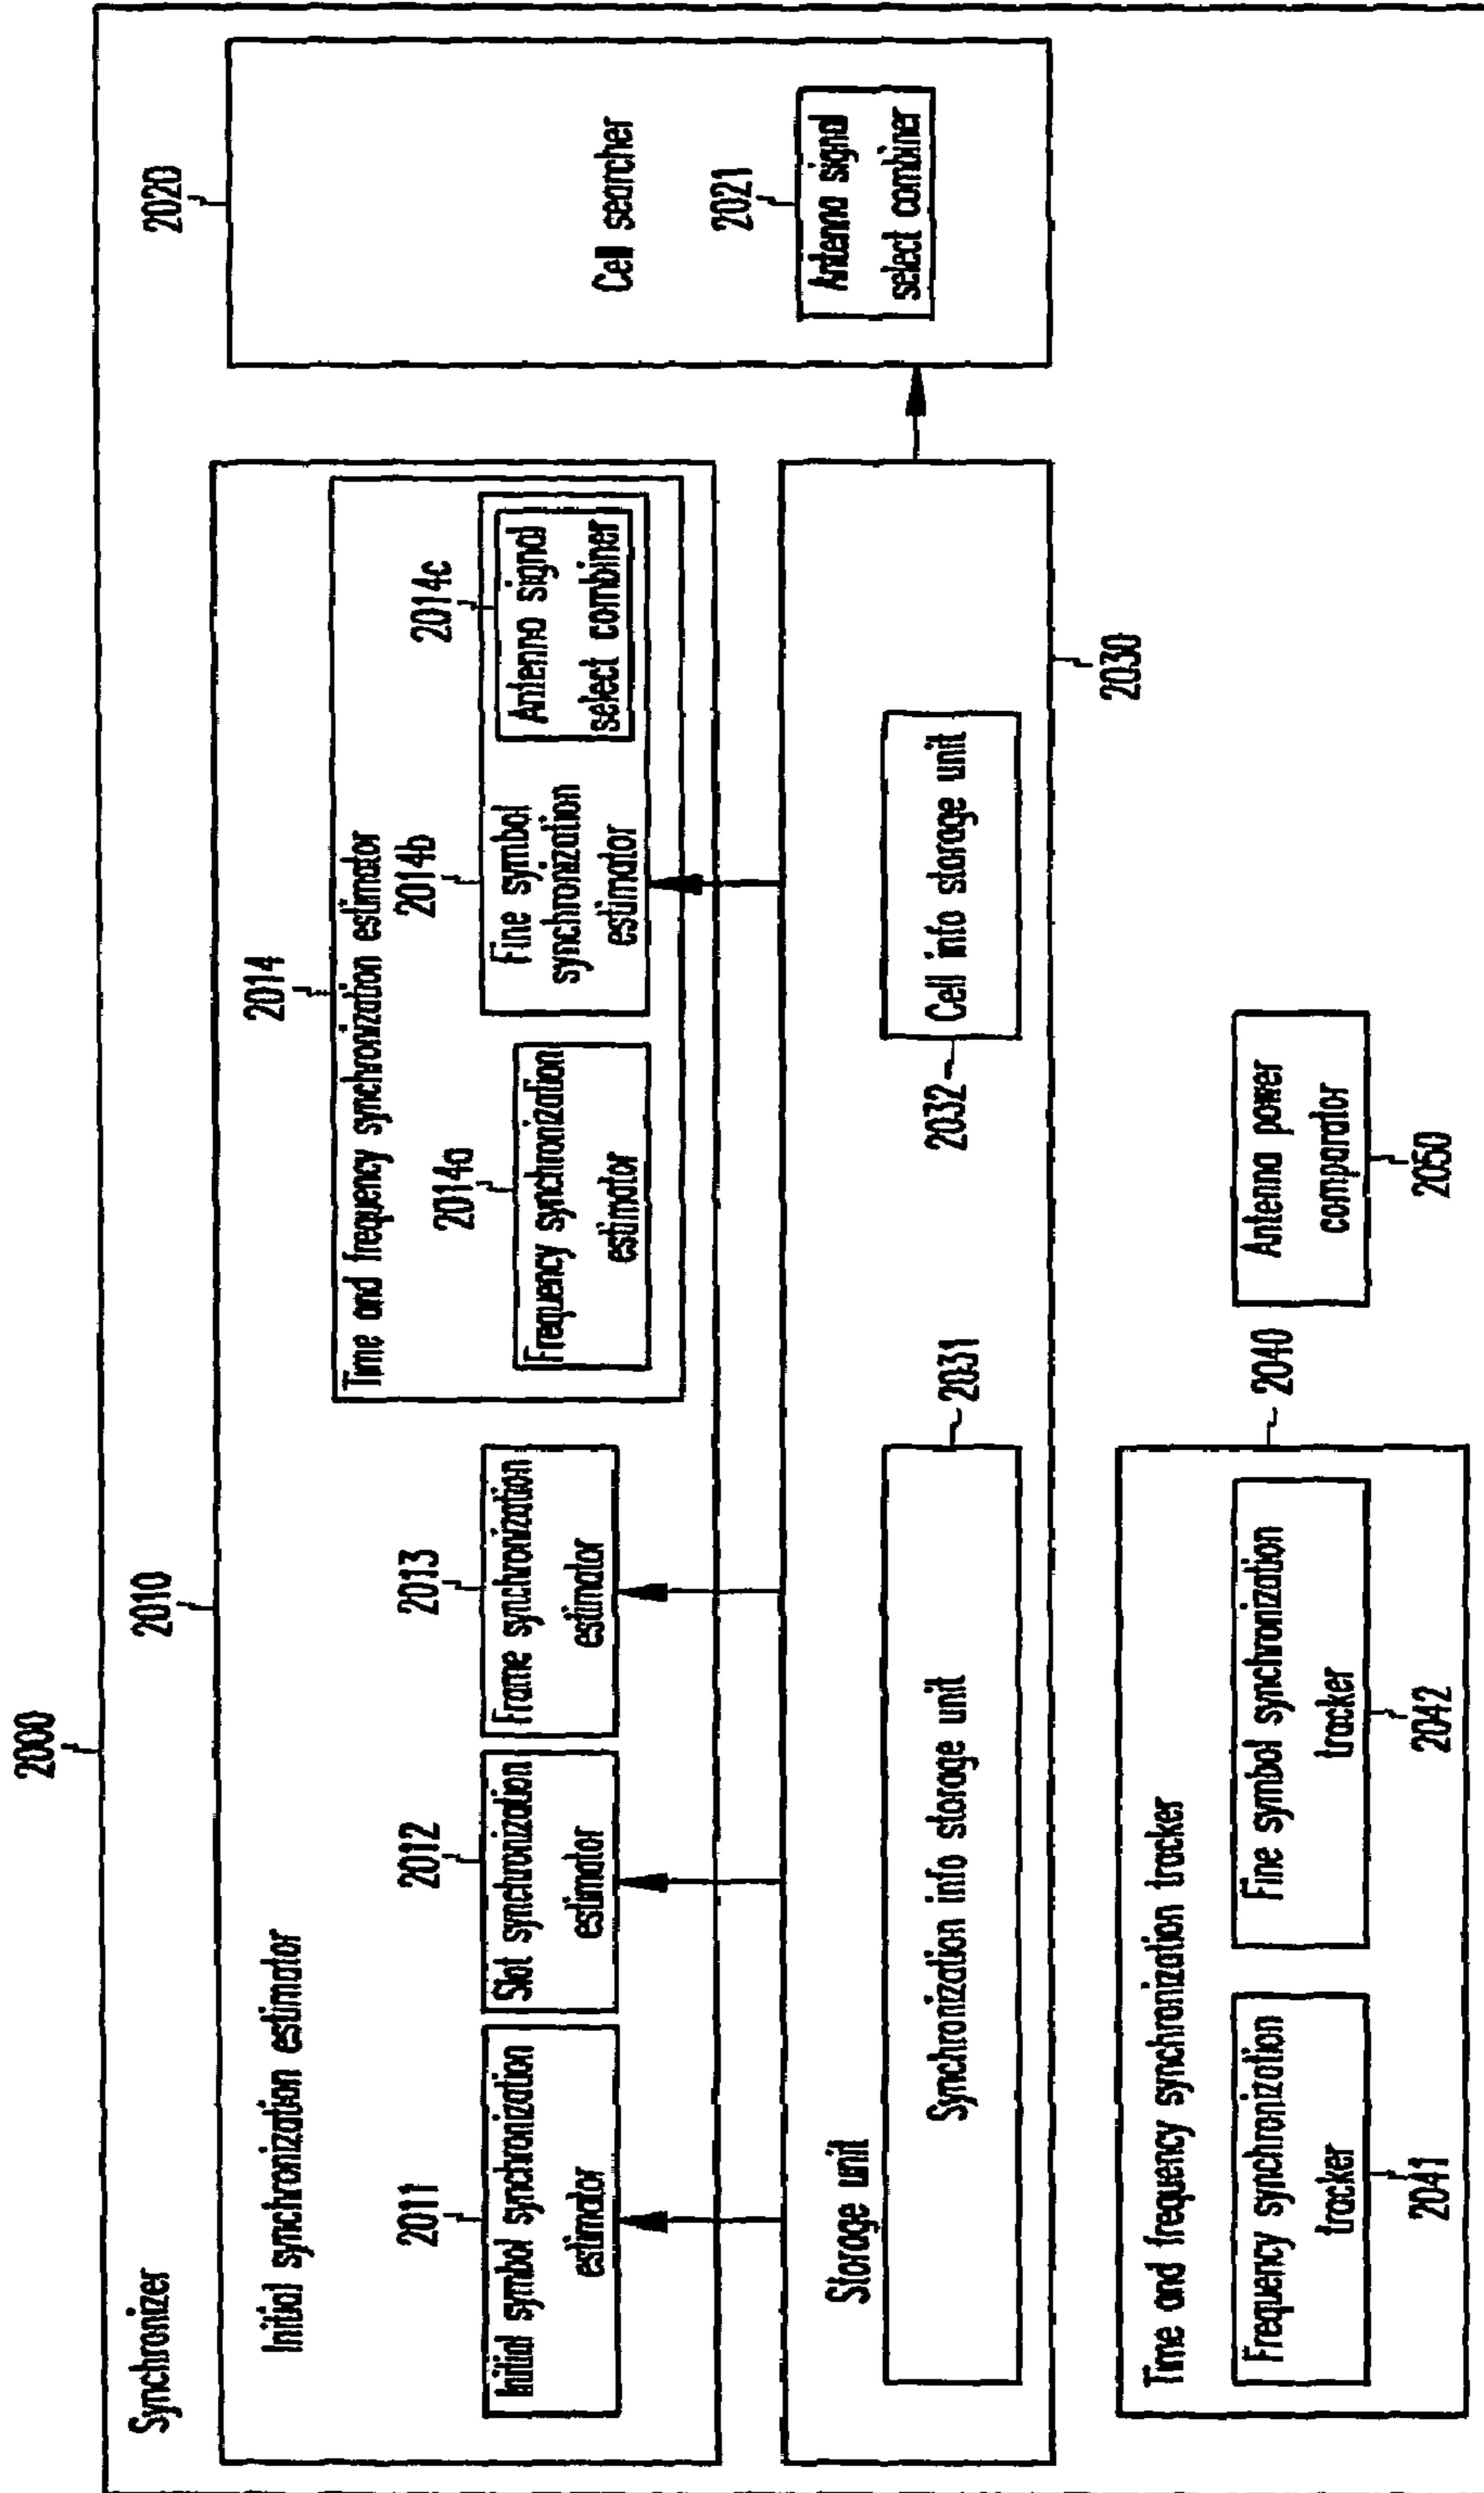 2000
Synchronizer
2010
2020
Initial synchronization estimator
2014
Time and frequency synchronization estimator
2011
2012
2013
2014a
2014b
2014c
Initial symbol synchronization
estimator
Slot synchronization
estimator
Frame synchronization
estimator
Frequency synchronization
estimator
Fine symbol
synchronization
estimator
Antenna signal
select combiner
Cell searcher
2021
Antenna signal
select combiner
Storage unit
Synchronization info storage unit
2031
2032
Cell info storage unit
2030
Time and frequency synchronization tracker
2040
Frequency synchronization
tracker
2041
Fine symbol synchronization
tracker
2042
Antenna power
comparator
2050